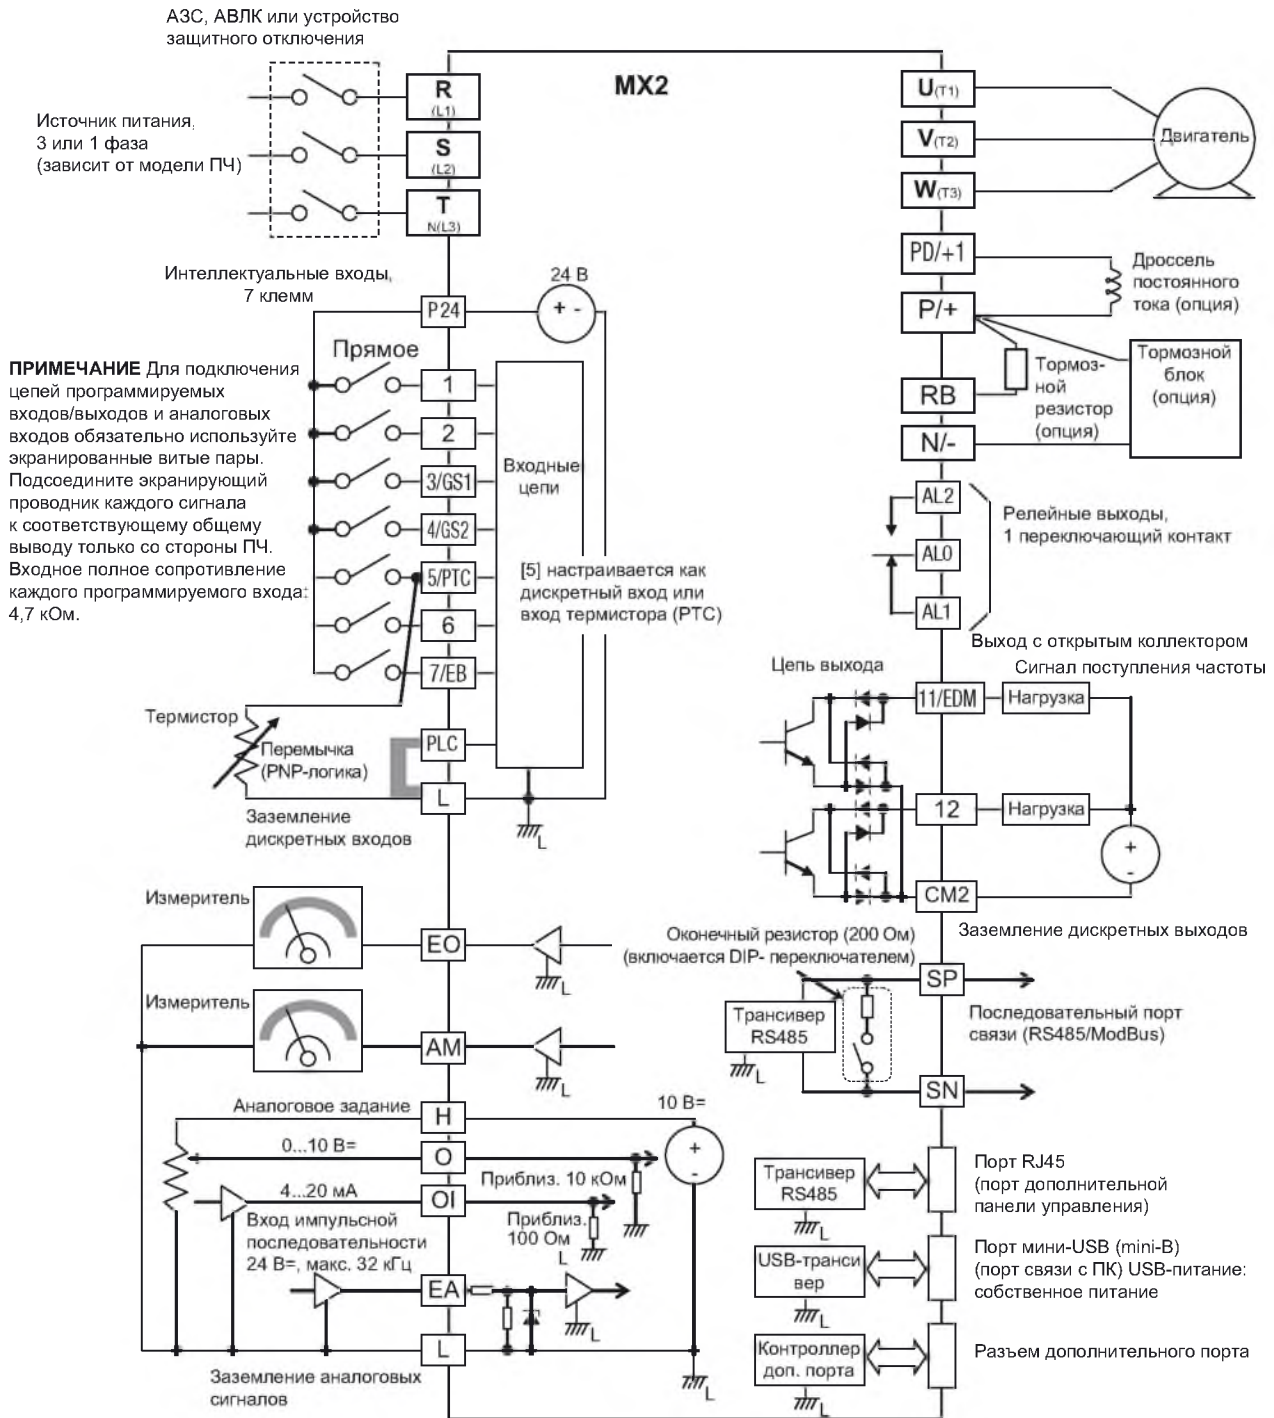 АЗС, АВЛК или устройство
защитного отключения
MX2
R
(L1)
S
(L2)
T
N(L3)
Источник питания,
3 или 1 фаза
(зависит от модели ПЧ)
U(T1)
V(T2)
W(T3)
Двигатель
PD/+1
P/+
RB
N/-
Дроссель
постоянного
тока (опция)
Тормоз-
ной
резистор
(опция)
Тормозной
блок
(опция)
Интеллектуальные входы,
7 клемм
24 В
+ -
P24
Прямое
1
2
3/GS1
4/GS2
5/PTC
6
7/EB
PLC
L
Входные
цепи
[5] настраивается как
дискретный вход или
вход термистора (PTC)
ПРИМЕЧАНИЕ Для подключения
цепей программируемых
входов/выходов и аналоговых
входов обязательно используйте
экранированные витые пары.
Подсоедините экранирующий
проводник каждого сигнала
к соответствующему общему
выводу только со стороны ПЧ.
Входное полное сопротивление
каждого программируемого входа:
4,7 кОм.
AL2
AL0
AL1
Релейные выходы,
1 переключающий контакт
Выход с открытым коллектором
Сигнал поступления частоты
Цепь выхода
11/EDM
Нагрузка
12
Нагрузка
+
-
CM2
Заземление дискретных выходов
Термистор
Перемычка
(PNP-логика)
Заземление
дискретных входов
L
Измеритель
EO
L
Измеритель
AM
L
Оконечный резистор (200 Ом)
(включается DIP- переключателем)
Трансивер
RS485
L
SP
SN
Последовательный порт
связи (RS485/ModBus)
Аналоговое задание
H
10 В=
+
-
0...10 В=
O
Приблиз. 10 кОм
4...20 мА
OI
Приблиз.
100 Ом
L
Вход импульсной
последовательности
24 В=, макс. 32 кГц
EA
L
L
L
Заземление аналоговых
сигналов
Трансивер
RS485
L
Порт RJ45
(порт дополнительной
панели управления)
USB-транси
вер
L
Порт мини-USB (mini-B)
(порт связи с ПК) USB-питание:
собственное питание
Контроллер
доп. порта
L
Разъем дополнительного порта